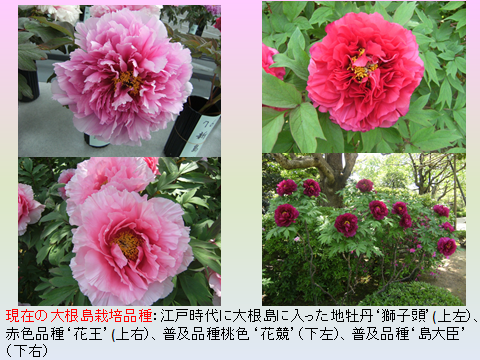 現在の大根島栽培品種: 江戸時代に大根島に入った地牡丹‘獅子頭’(上左)、
赤色品種‘花王’(上右)、普及品種桃色‘花競’（下左）、普及品種‘島大臣’
（下右）